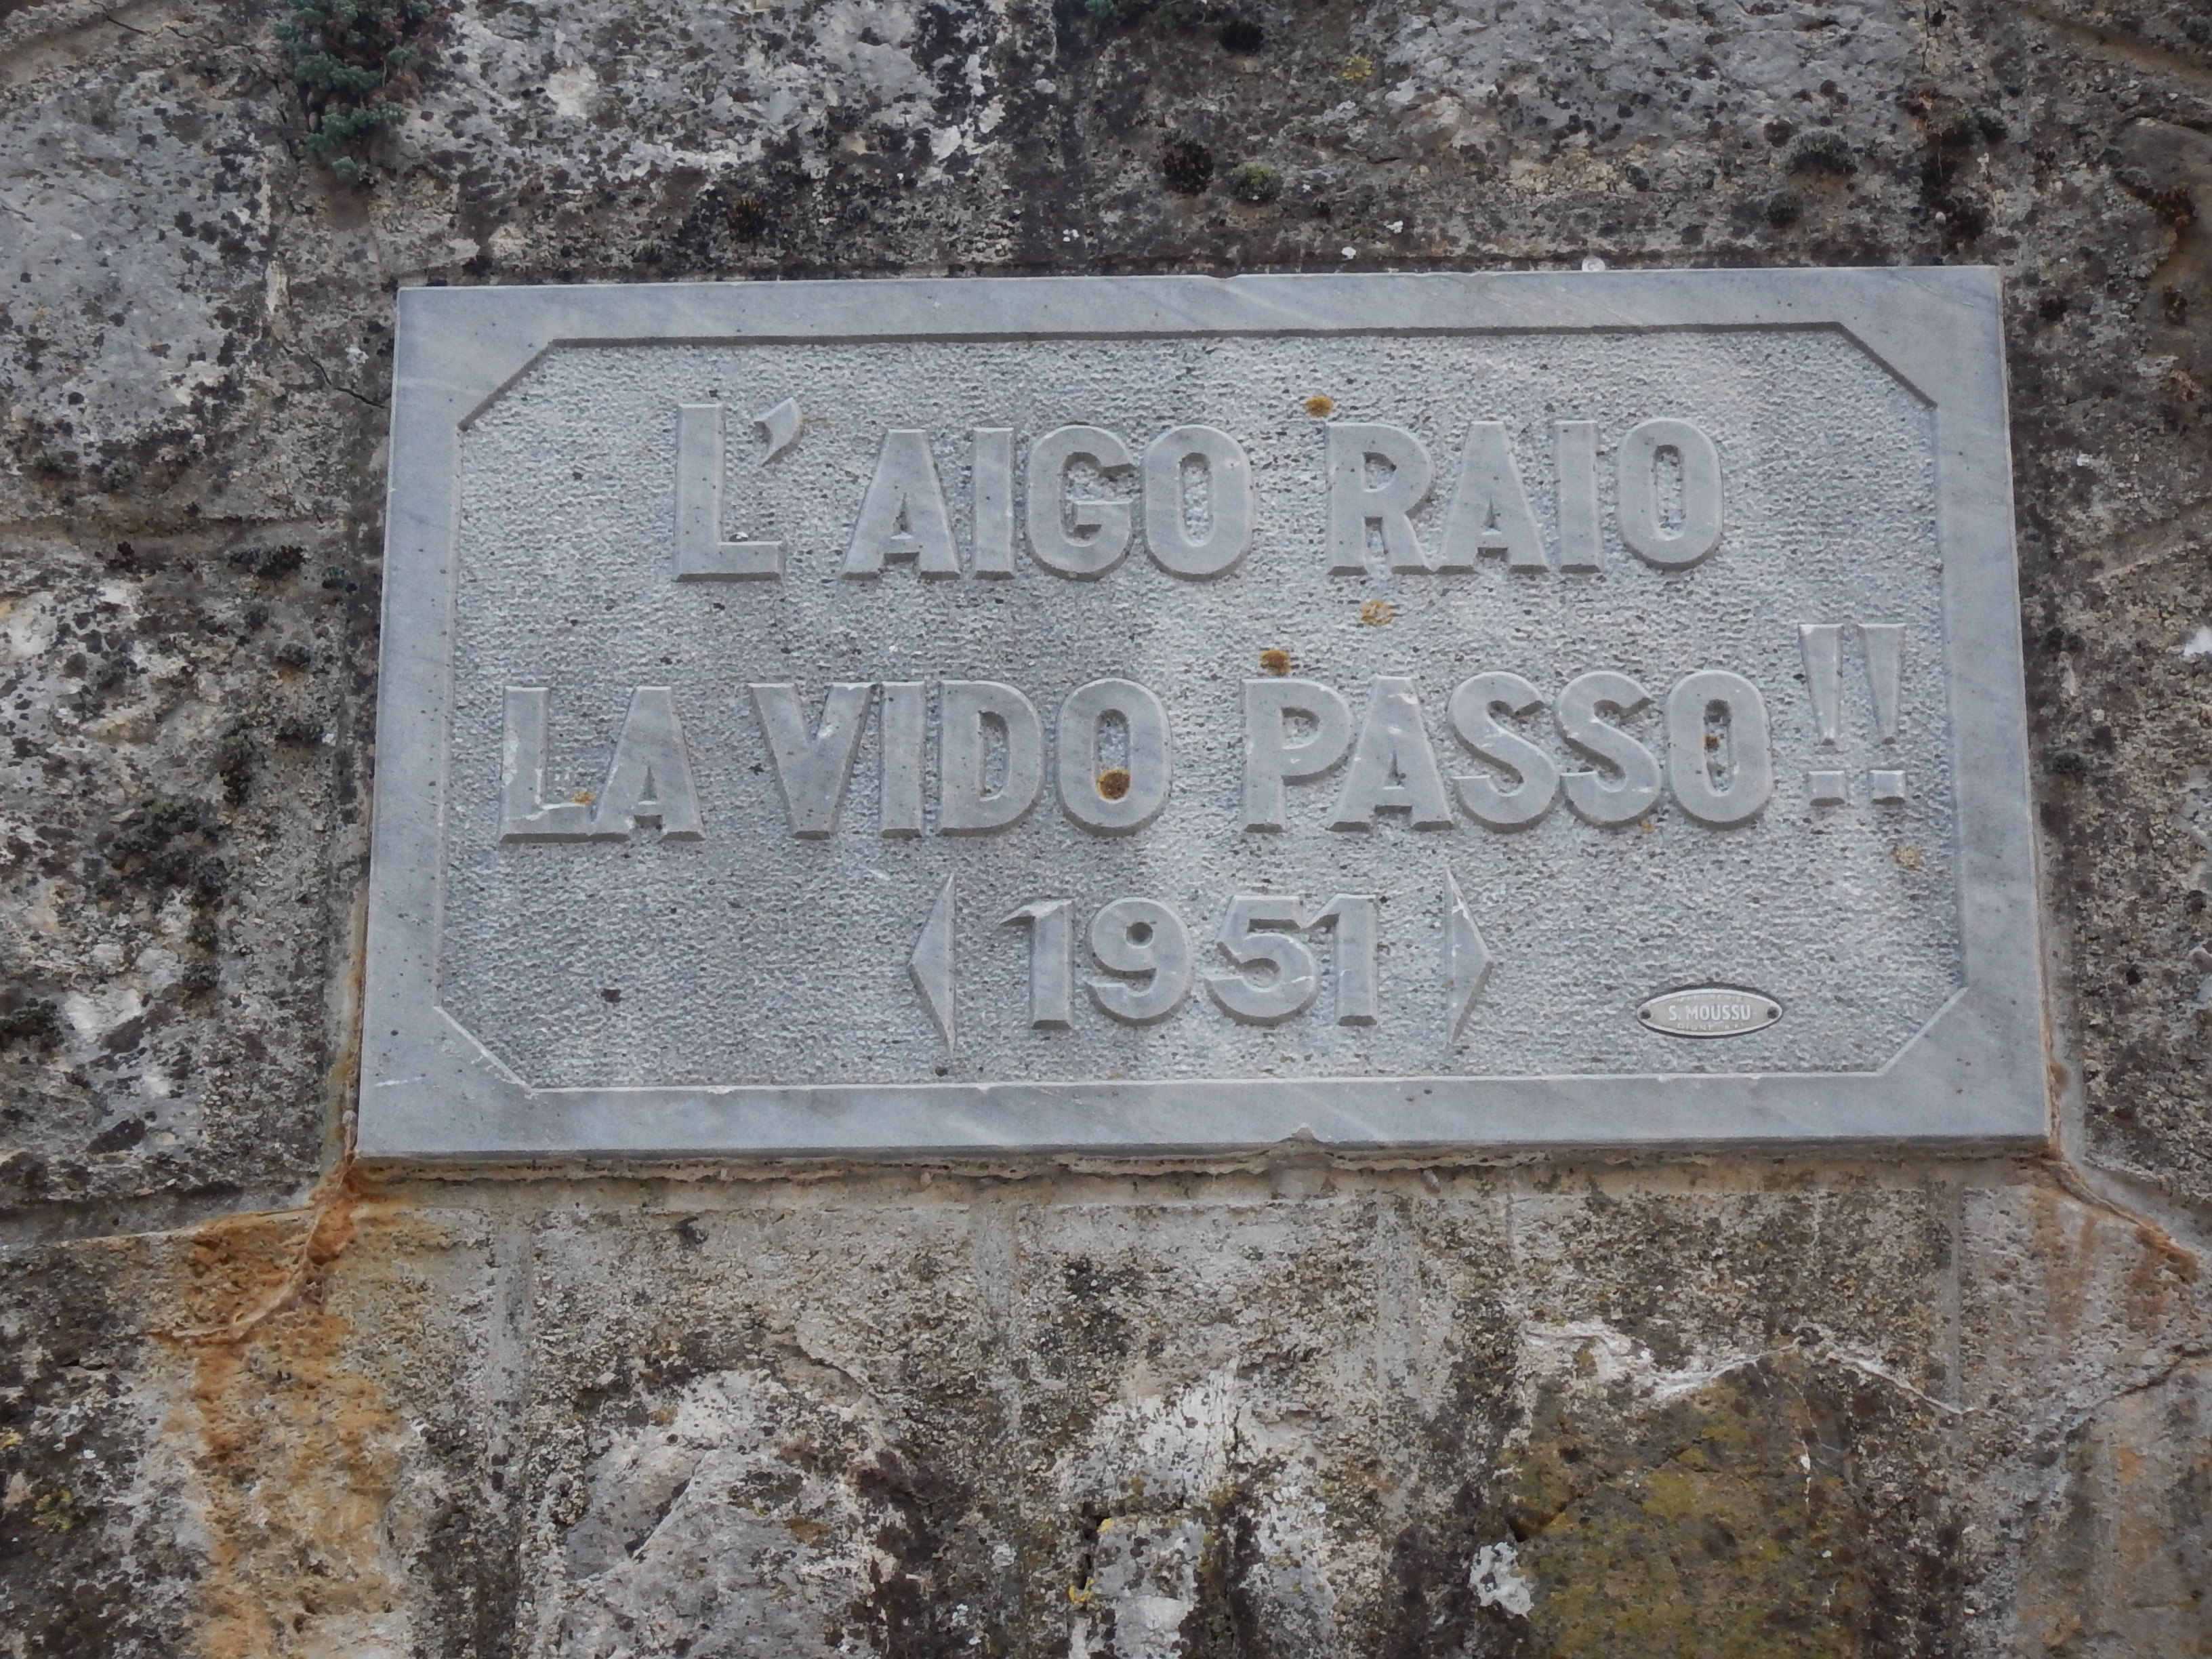 L'AIGO RAIO
LA VIDO PASSO!!
1951
S. MOUSSU